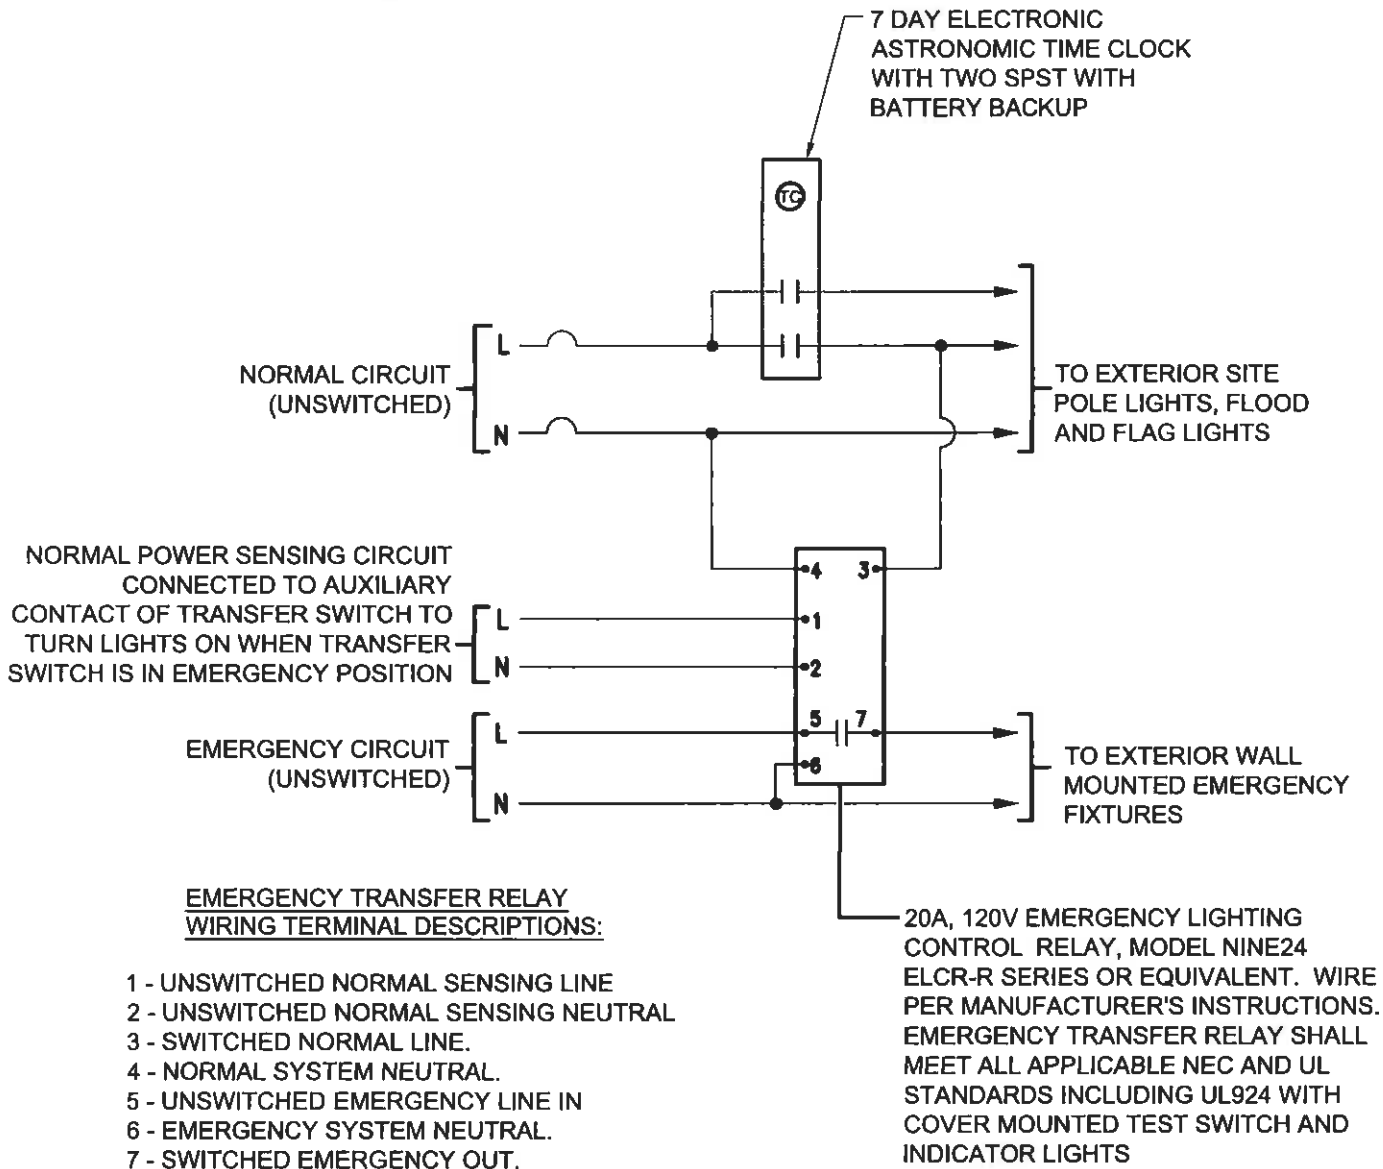 7 DAY ELECTRONIC
ASTRONOMIC TIME CLOCK
WITH TWO SPST WITH
BATTERY BACKUP
TC
L
NORMAL CIRCUIT
(UNSWITCHED)
N
TO EXTERIOR SITE
POLE LIGHTS, FLOOD
AND FLAG LIGHTS
NORMAL POWER SENSING CIRCUIT
CONNECTED TO AUXILIARY
CONTACT OF TRANSFER SWITCH TO
TURN LIGHTS ON WHEN TRANSFER
SWITCH IS IN EMERGENCY POSITION
L
N
4 3
1
2
5 7
6
EMERGENCY CIRCUIT
(UNSWITCHED)
L
N
TO EXTERIOR WALL
MOUNTED EMERGENCY
FIXTURES
EMERGENCY TRANSFER RELAY
WIRING TERMINAL DESCRIPTIONS:
1 - UNSWITCHED NORMAL SENSING LINE
2 - UNSWITCHED NORMAL SENSING NEUTRAL
3 - SWITCHED NORMAL LINE.
4 - NORMAL SYSTEM NEUTRAL.
5 - UNSWITCHED EMERGENCY LINE IN
6 - EMERGENCY SYSTEM NEUTRAL.
7 - SWITCHED EMERGENCY OUT.
20A, 120V EMERGENCY LIGHTING
CONTROL RELAY, MODEL NINE24
ELCR-R SERIES OR EQUIVALENT. WIRE
PER MANUFACTURER'S INSTRUCTIONS.
EMERGENCY TRANSFER RELAY SHALL
MEET ALL APPLICABLE NEC AND UL
STANDARDS INCLUDING UL924 WITH
COVER MOUNTED TEST SWITCH AND
INDICATOR LIGHTS